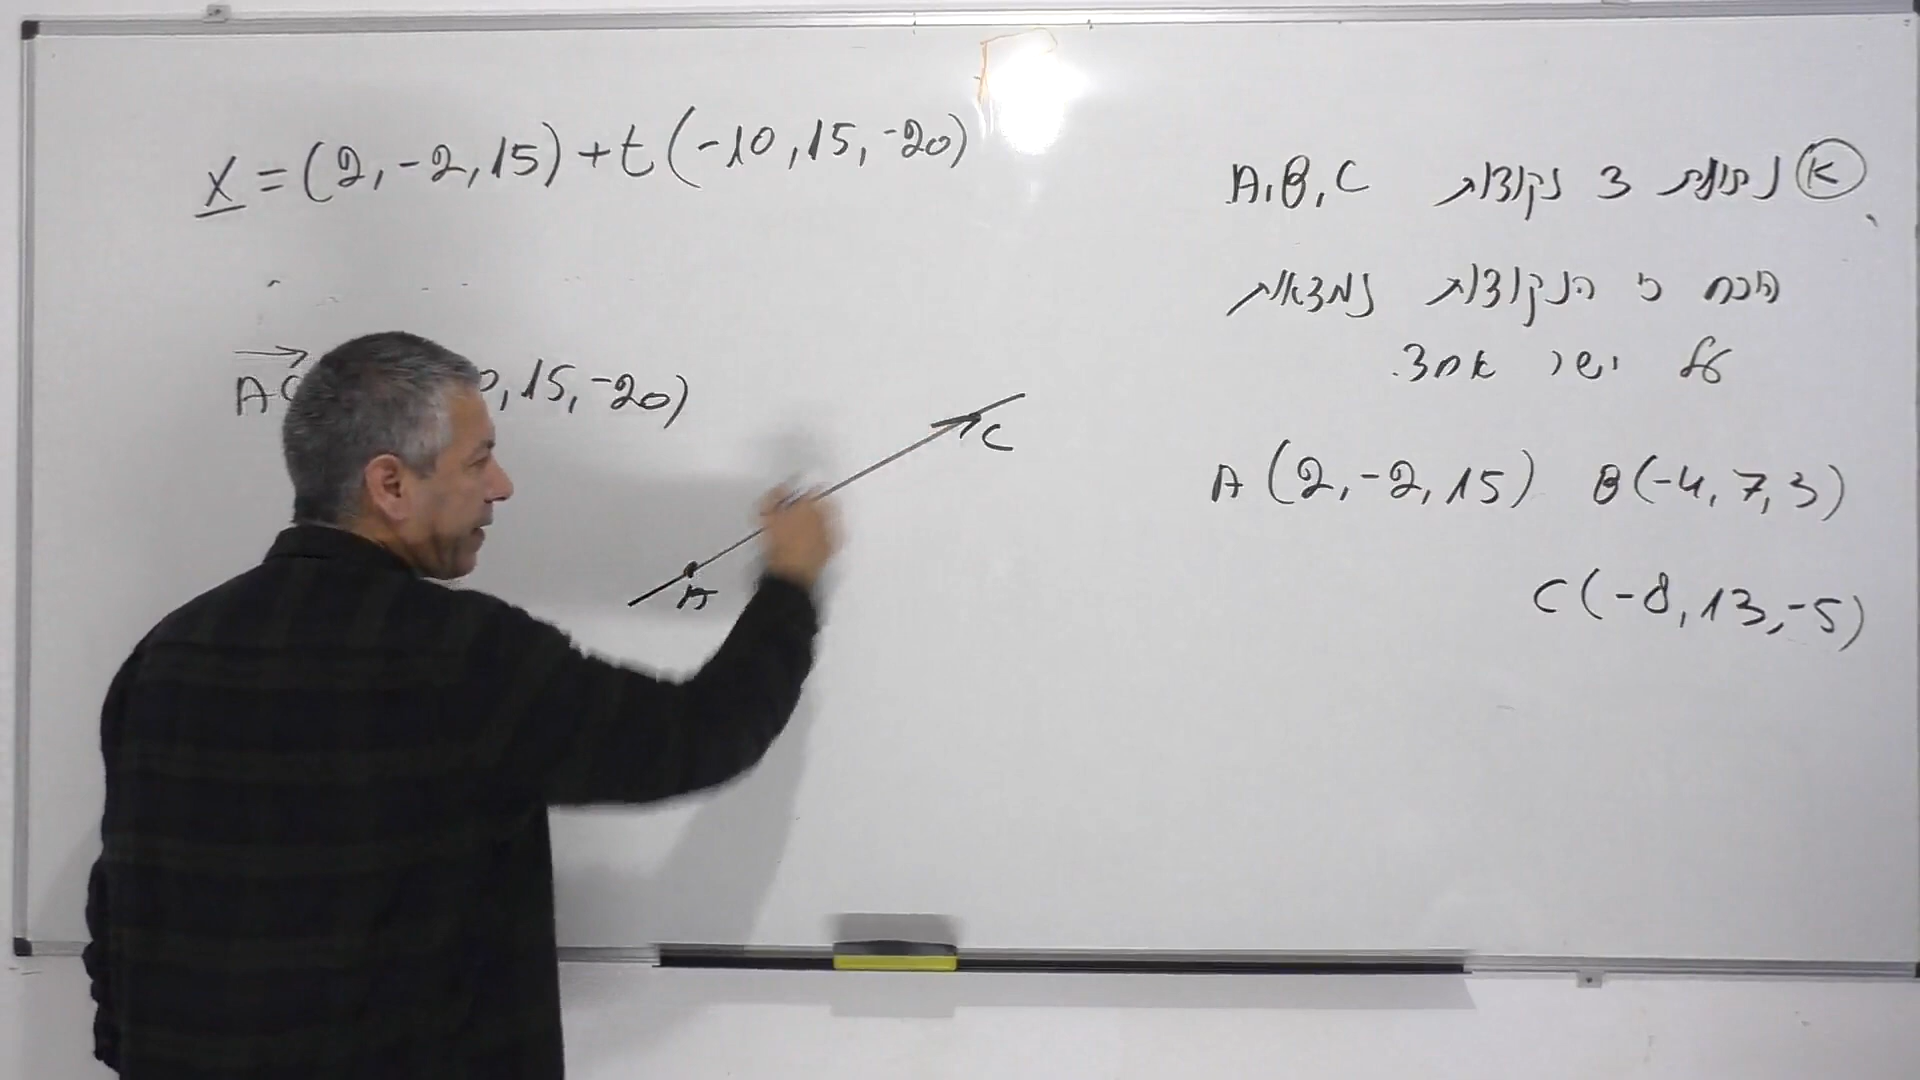 א נתונות 3 נקודות A, B, C
הוכח כי הנקודות נמצאות
על ישר אחד.
A (2, -2, 15) B (-4, 7, 3)
C (-8, 13, -5)
x = (2, -2, 15) + t (-10, 15, -20)
A , 15, -20)
C
A